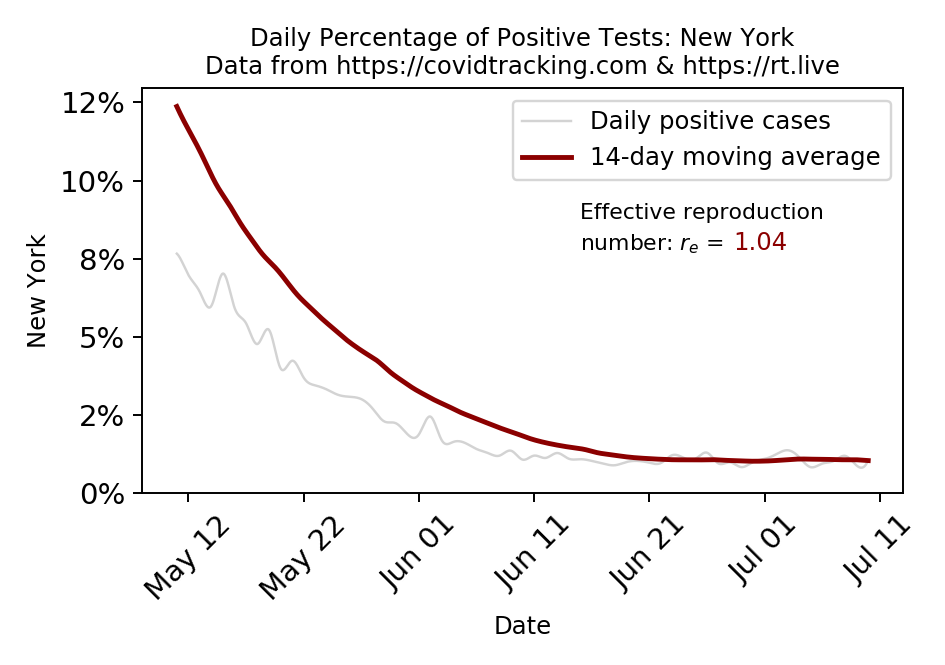 Daily Percentage of Positive Tests: New York
Data from https://covidtracking.com & https://rt.live
12%
10%
8%
5%
2%
0%
New York
Daily positive cases
14-day moving average
Effective reproduction
number: rₑ = 1.04
May 12
May 22
Jun 01
Jun 11
Jun 21
Jul 01
Jul 11
Date